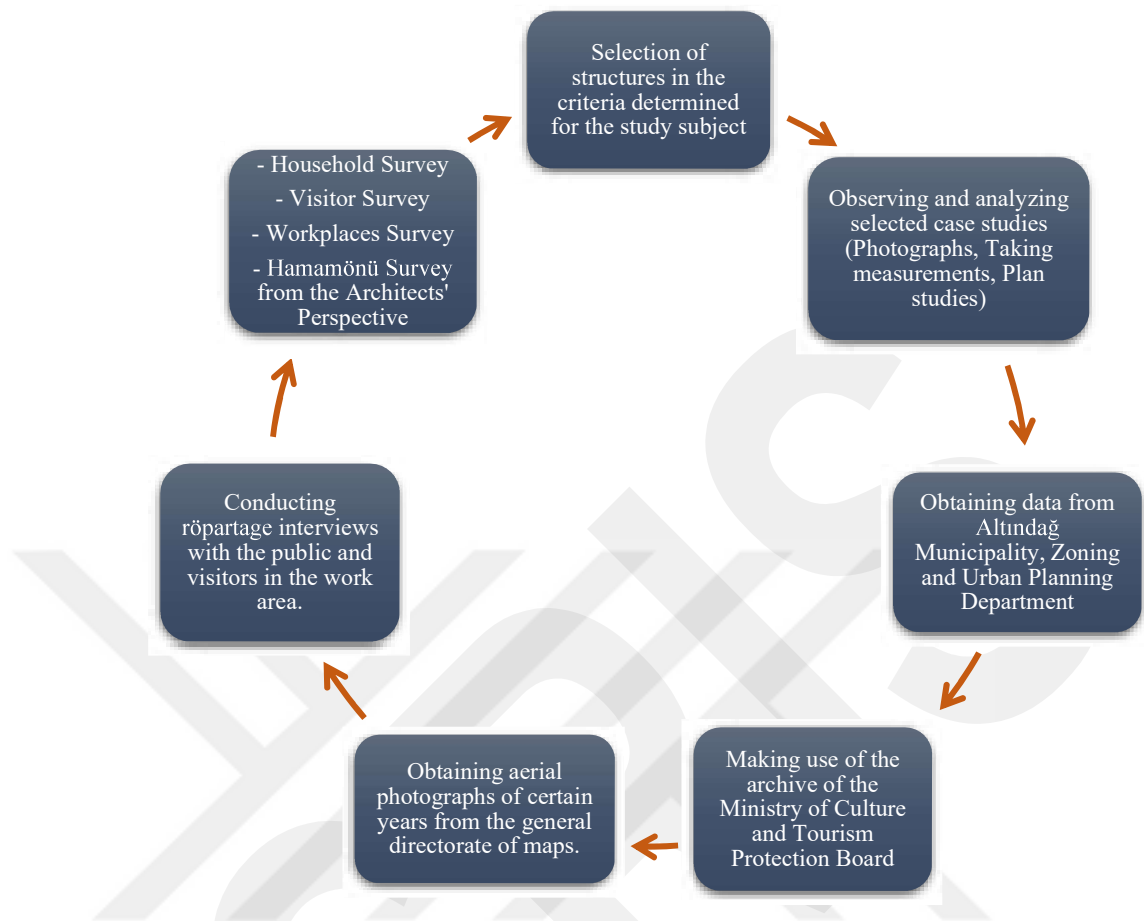 Selection of
structures in the
criteria determined
for the study subject
Observing and analyzing
selected case studies
(Photographs, Taking
measurements, Plan
studies)
Obtaining data from
Altındağ
Municipality, Zoning
and Urban Planning
Department
Making use of the
archive of the
Ministry of Culture
and Tourism
Protection Board
Obtaining aerial
photographs of certain
years from the general
directorate of maps.
Conducting
röpartage interviews
with the public and
visitors in the work
area.
- Household Survey
- Visitor Survey
- Workplaces Survey
- Hamamönü Survey
from the Architects'
Perspective